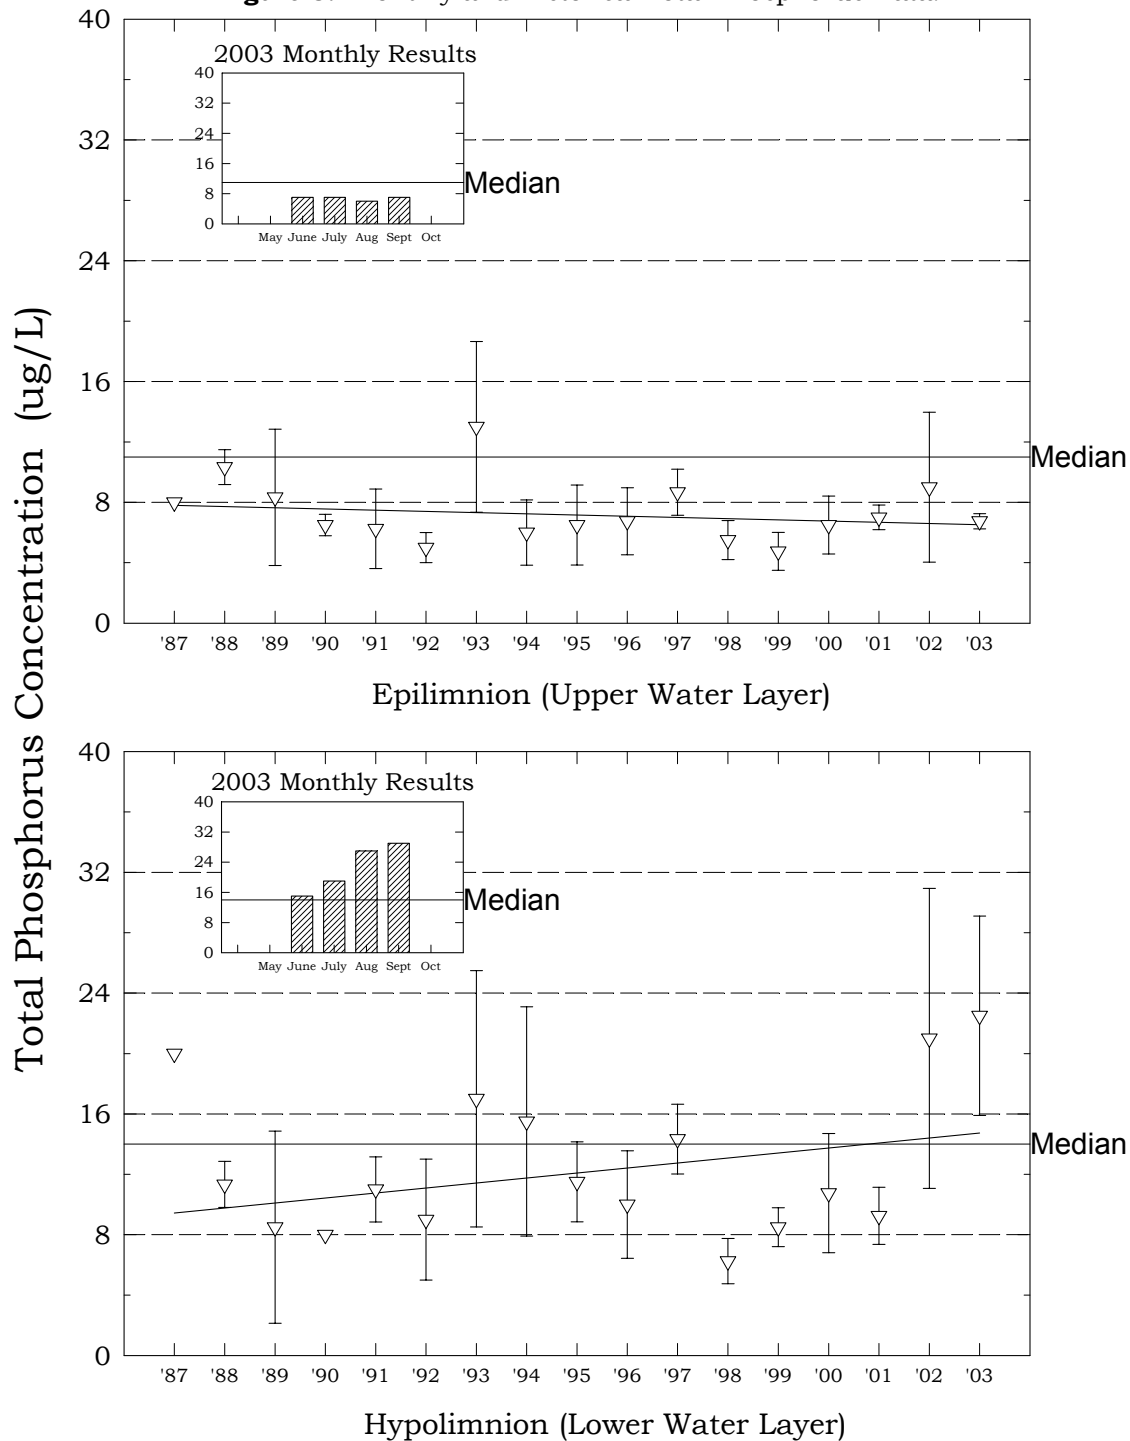 2003 Monthly Results
40
32
24
16
8
0
May June July Aug Sept Oct
Median
40
32
24
16
8
0
Median
'87 '88 '89 '90 '91 '92 '93 '94 '95 '96 '97 '98 '99 '00 '01 '02 '03
Epilimnion (Upper Water Layer)
Total Phosphorus Concentration (ug/L)
2003 Monthly Results
40
32
24
16
8
0
May June July Aug Sept Oct
Median
40
32
24
16
8
0
Median
'87 '88 '89 '90 '91 '92 '93 '94 '95 '96 '97 '98 '99 '00 '01 '02 '03
Hypolimnion (Lower Water Layer)